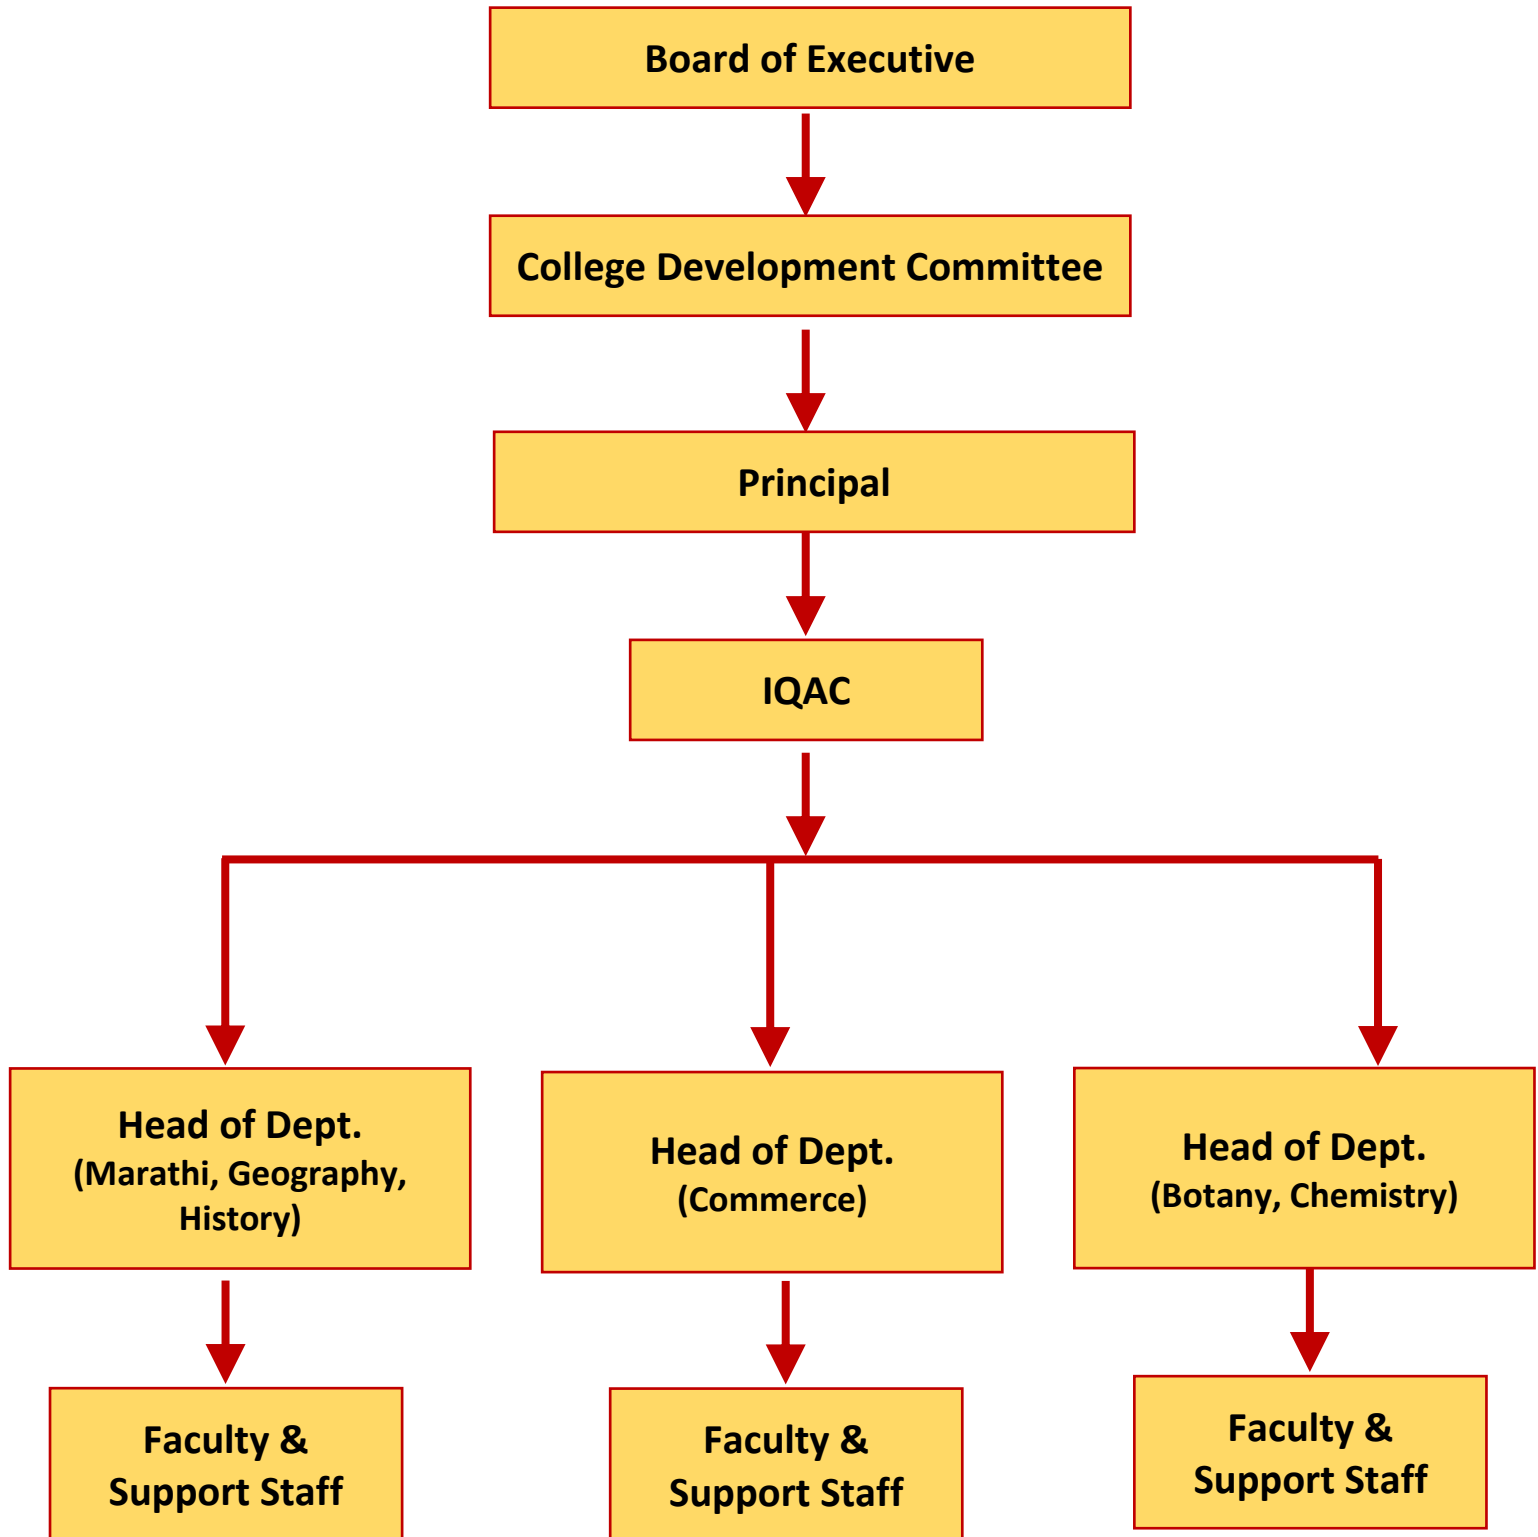 Board of Executive
College Development Committee
Principal
IQAC
Head of Dept.
(Marathi, Geography,
History)
Head of Dept.
(Commerce)
Head of Dept.
(Botany, Chemistry)
Faculty &
Support Staff
Faculty &
Support Staff
Faculty &
Support Staff